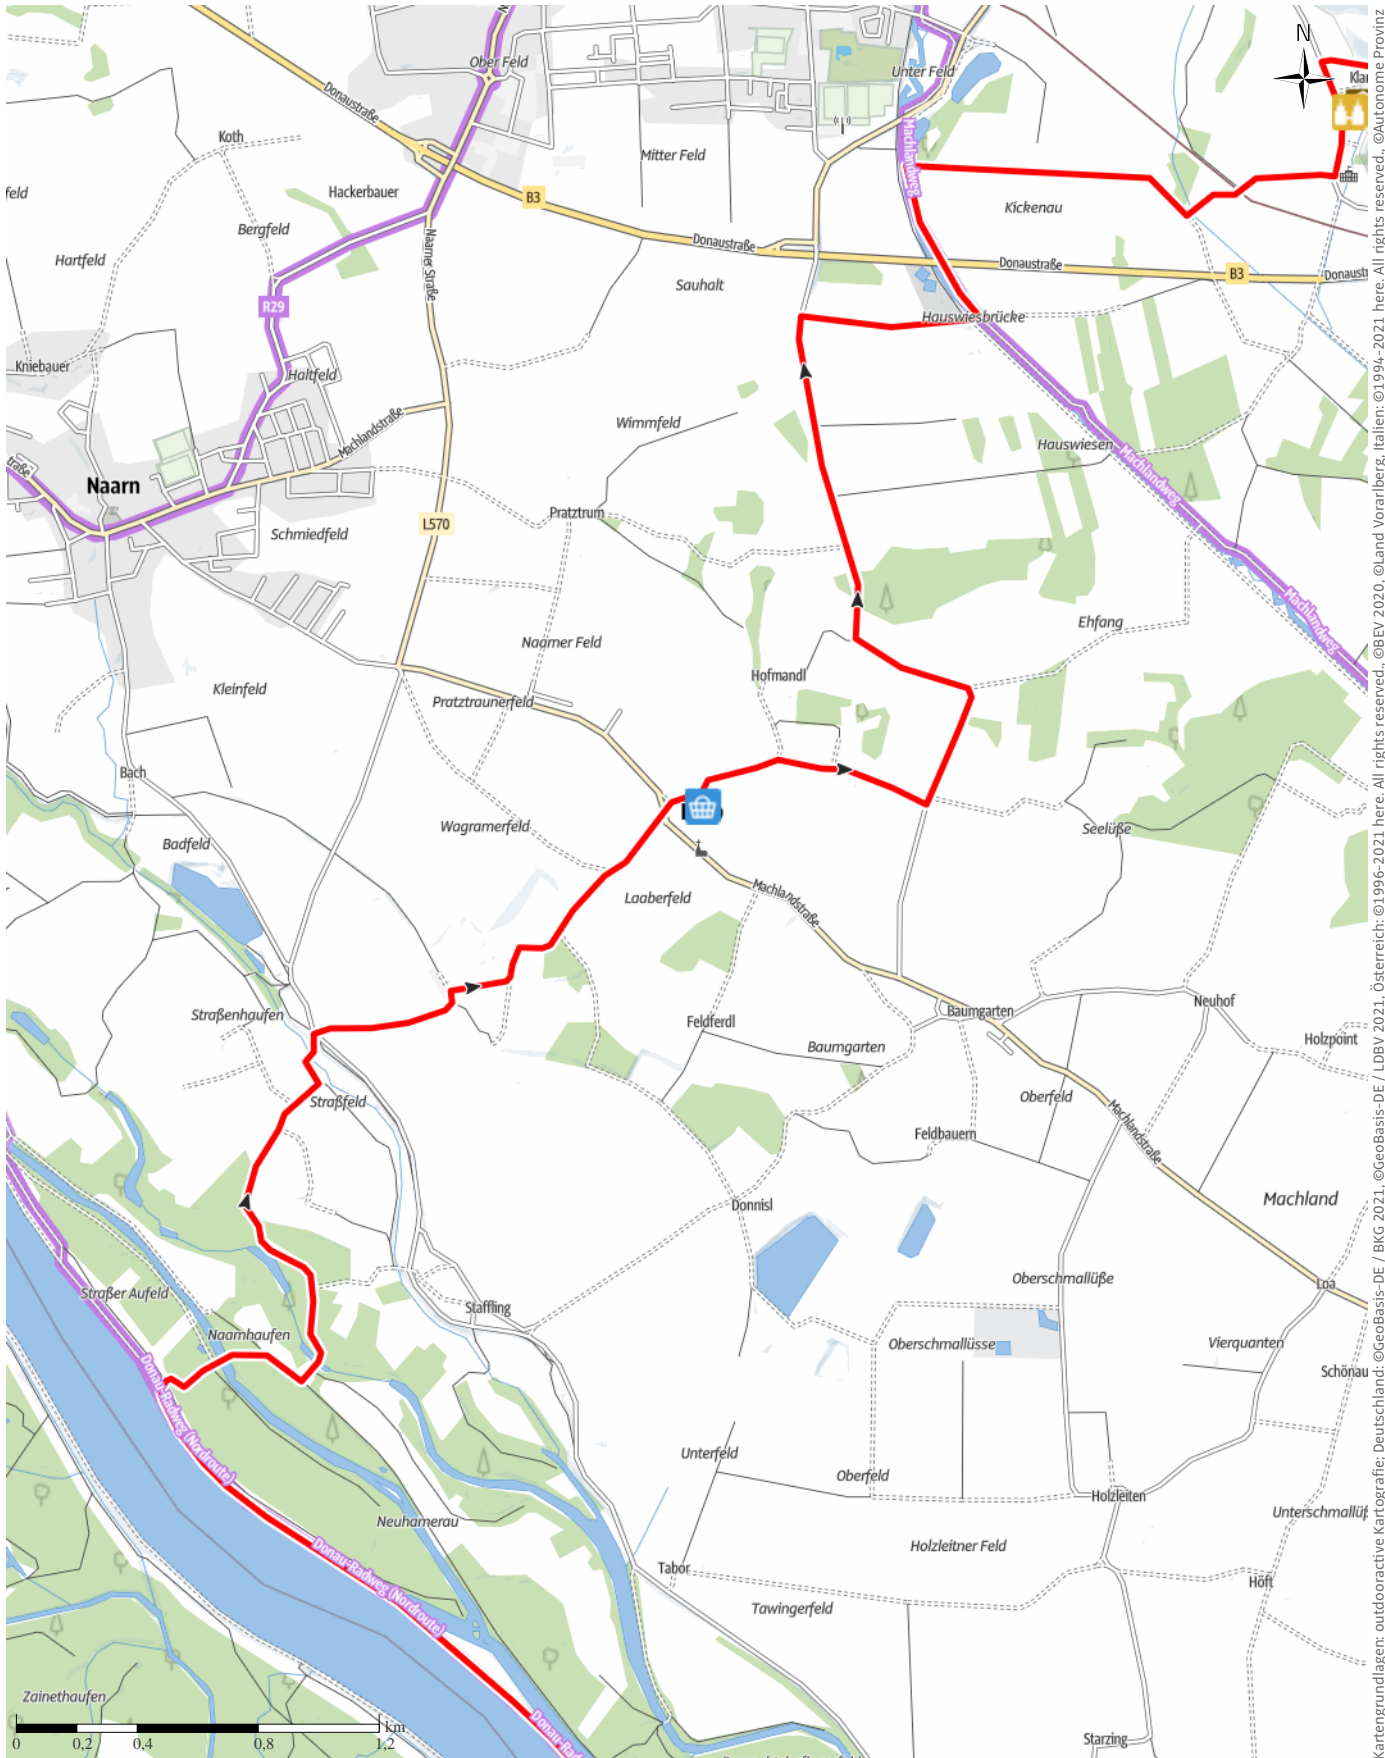 N
Ober Feld
Unter Feld
Klar
Donaustraße
Machlandweg
Koth
Mitter Feld
feld
Hackerbauer
B3
Kickenau
Bergfeld
Hartfeld
Naarner Straße
Donaustraße
Donaustraße
B3
Donaustr
Sauhalt
R29
Hauswiesbrücke
Kniebauer
Haltfeld
Machlandstraße
Wimmfeld
Hauswiesen
traße
Machlandweg
Naarn
Pratztrum
L570
Schmiedfeld
Machlandweg
Ehfang
Naarner Feld
Hofmandl
Kleinfeld
Pratztraunerfeld
Bach
Wagramerfeld
Seelüße
Badfeld
Laaberfeld
Machlandstraße
Straßenhaufen
Feldferdl
Baumgarten
Neuhof
Baumgarten
Holzpoint
Straßfeld
Oberfeld
Machlandstraße
Feldbauern
Donnisl
Machland
Straßer Aufeld
Oberschmallüße
Loa
Staffling
Naarnhaufen
Oberschmallüsse
Vierquanten
Schönau
Donau-Radweg (Nordroute)
Unterfeld
Oberfeld
Holzleiten
Unterschmallüß
Neuhamerau
Donau-Radweg (Nordroute)
Holzleitner Feld
Tabor
Höft
Tawingerfeld
Zainethaufen
Donau-Rad
Starzing
km
0 0,2 0,4 0,8 1,2
Kartengrundlagen: outdooractive Kartografie; Deutschland: ©GeoBasis-DE / BKG 2021, ©GeoBasis-DE / LDBV 2021, Österreich: ©1996-2021 here. All rights reserved., ©BEV 2020, ©Land Vorarlberg, Italien: ©1994-2021 here. All rights reserved., ©Autonome Provinz